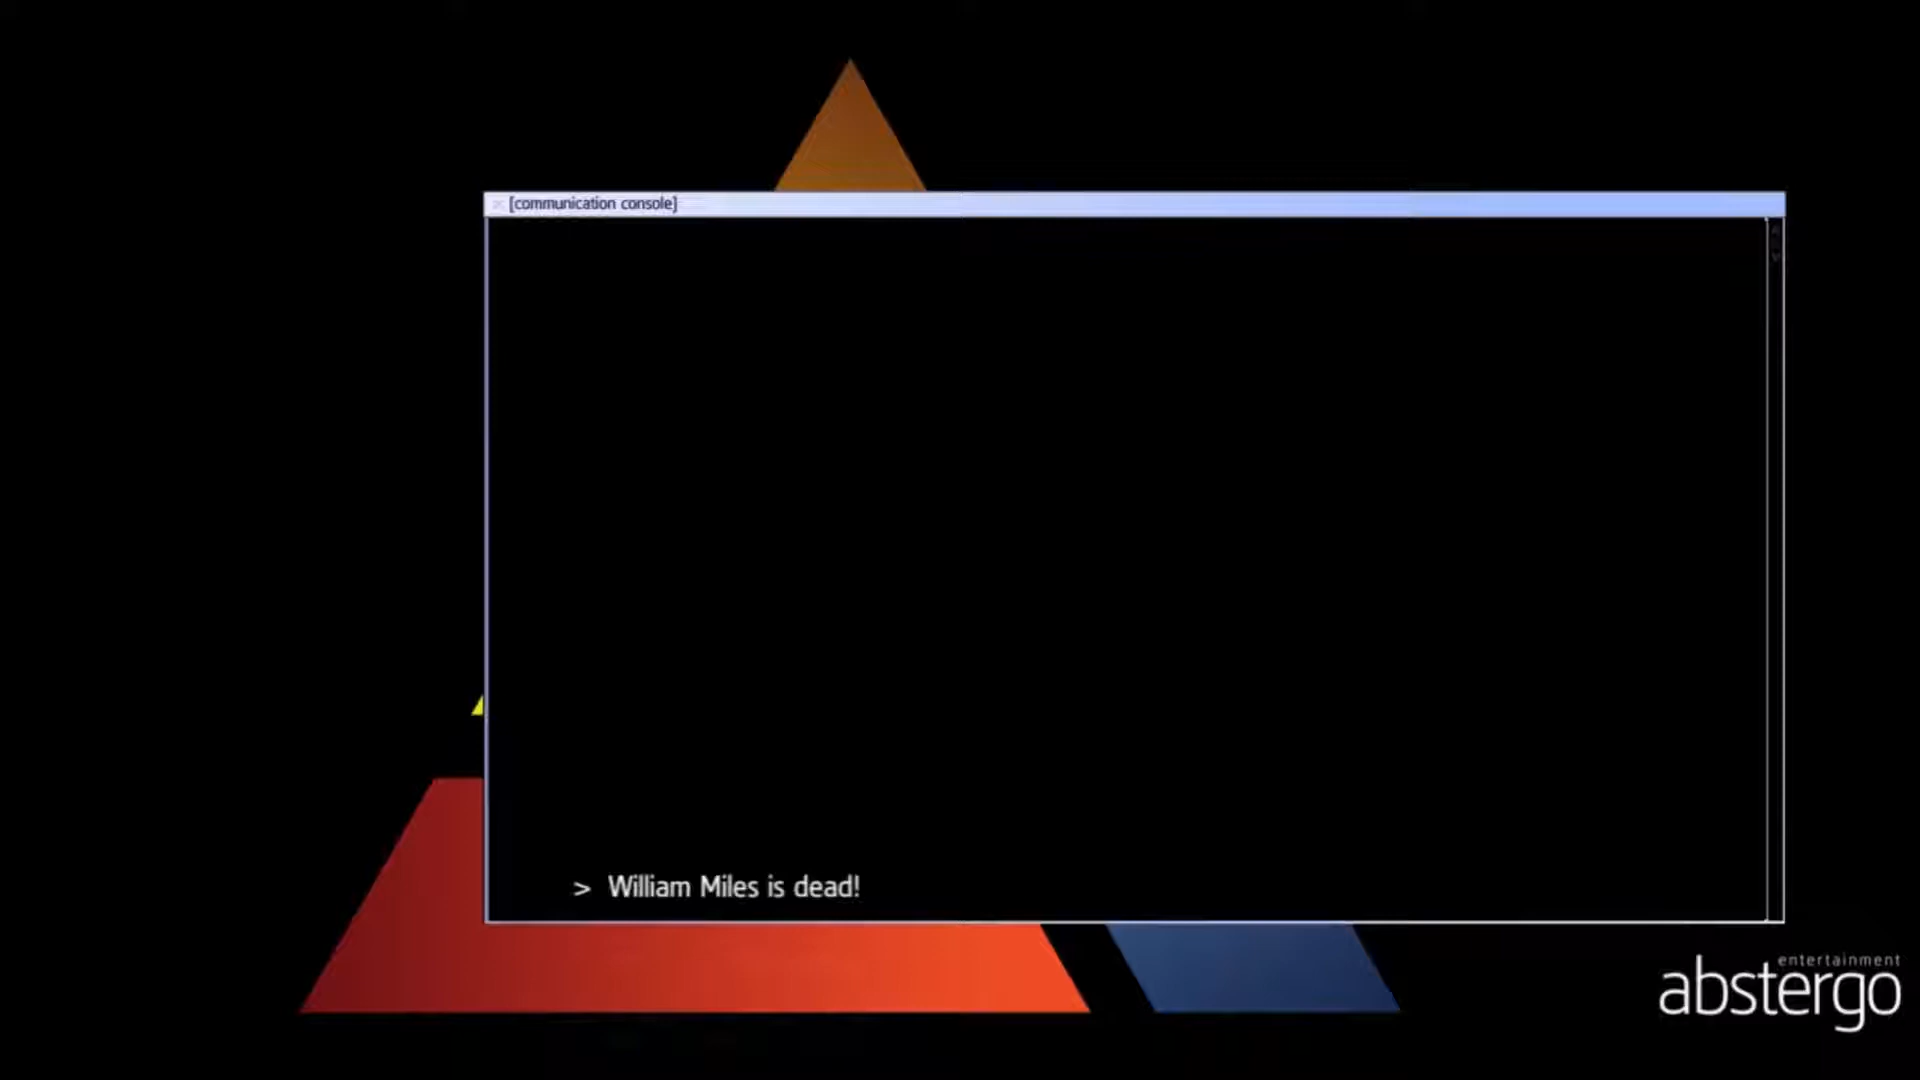 [communication console]
> William Miles is dead!
entertainment
abstergo